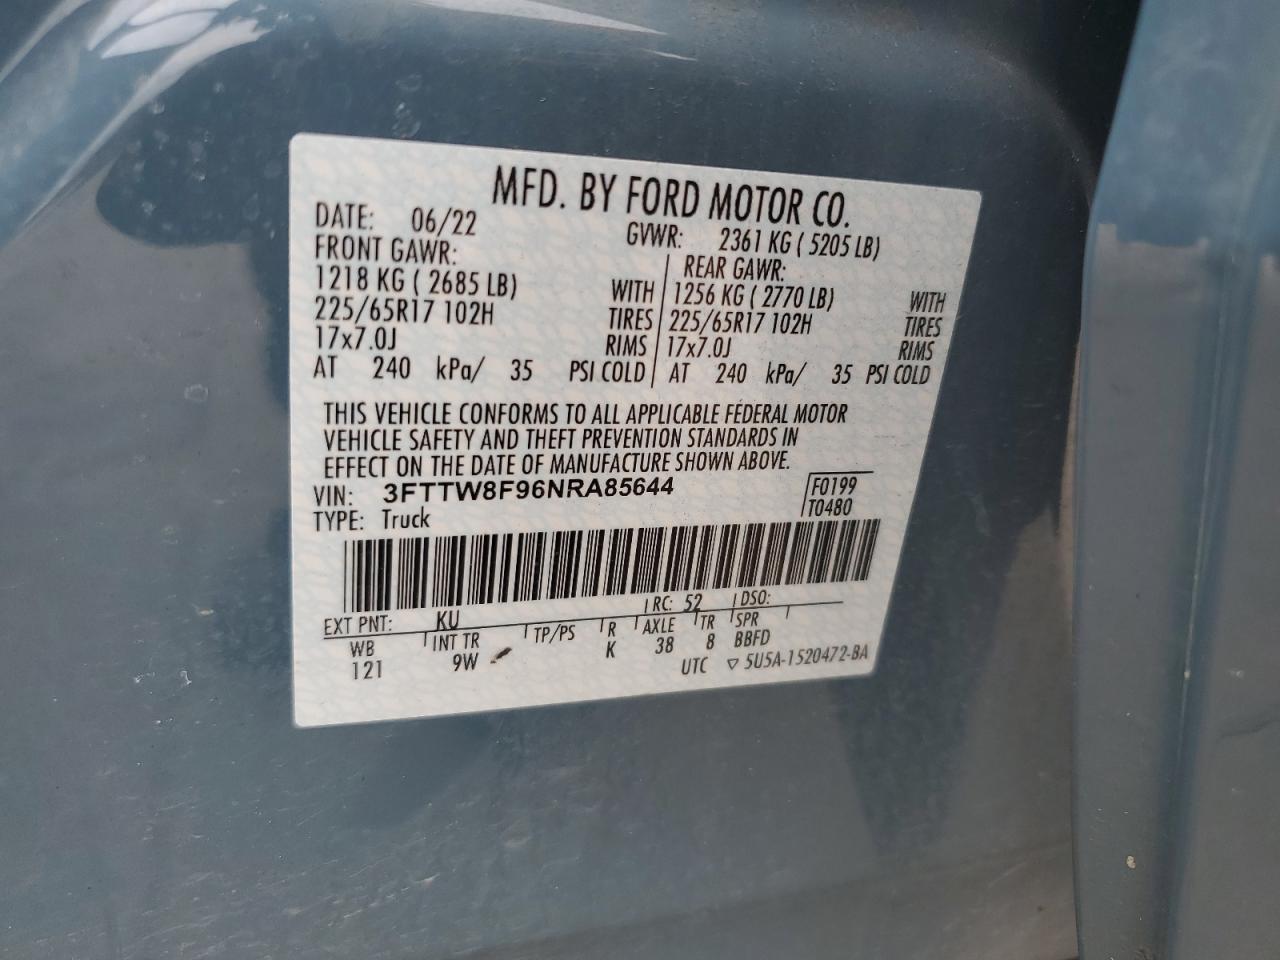 MFD. BY FORD MOTOR CO.
DATE: 06/22 GVWR: 2361 KG ( 5205 LB)
FRONT GAWR: REAR GAWR:
1218 KG ( 2685 LB) WITH 1256 KG ( 2770 LB) WITH
225/65R17 102H TIRES 225/65R17 102H TIRES
17x7.0J RIMS 17x7.0J RIMS
AT 240 kPa/ 35 PSI COLD AT 240 kPa/ 35 PSI COLD
THIS VEHICLE CONFORMS TO ALL APPLICABLE FEDERAL MOTOR
VEHICLE SAFETY AND THEFT PREVENTION STANDARDS IN
EFFECT ON THE DATE OF MANUFACTURE SHOWN ABOVE.
VIN: 3FTTW8F96NRA85644 F0199
TYPE: Truck T0480
EXT PNT: KU RC: 52 DSO:
WB INT TR TP/PS R AXLE TR SPR
121 9W K 38 8 BBFD
UTC ▽ 5U5A-1520472-BA